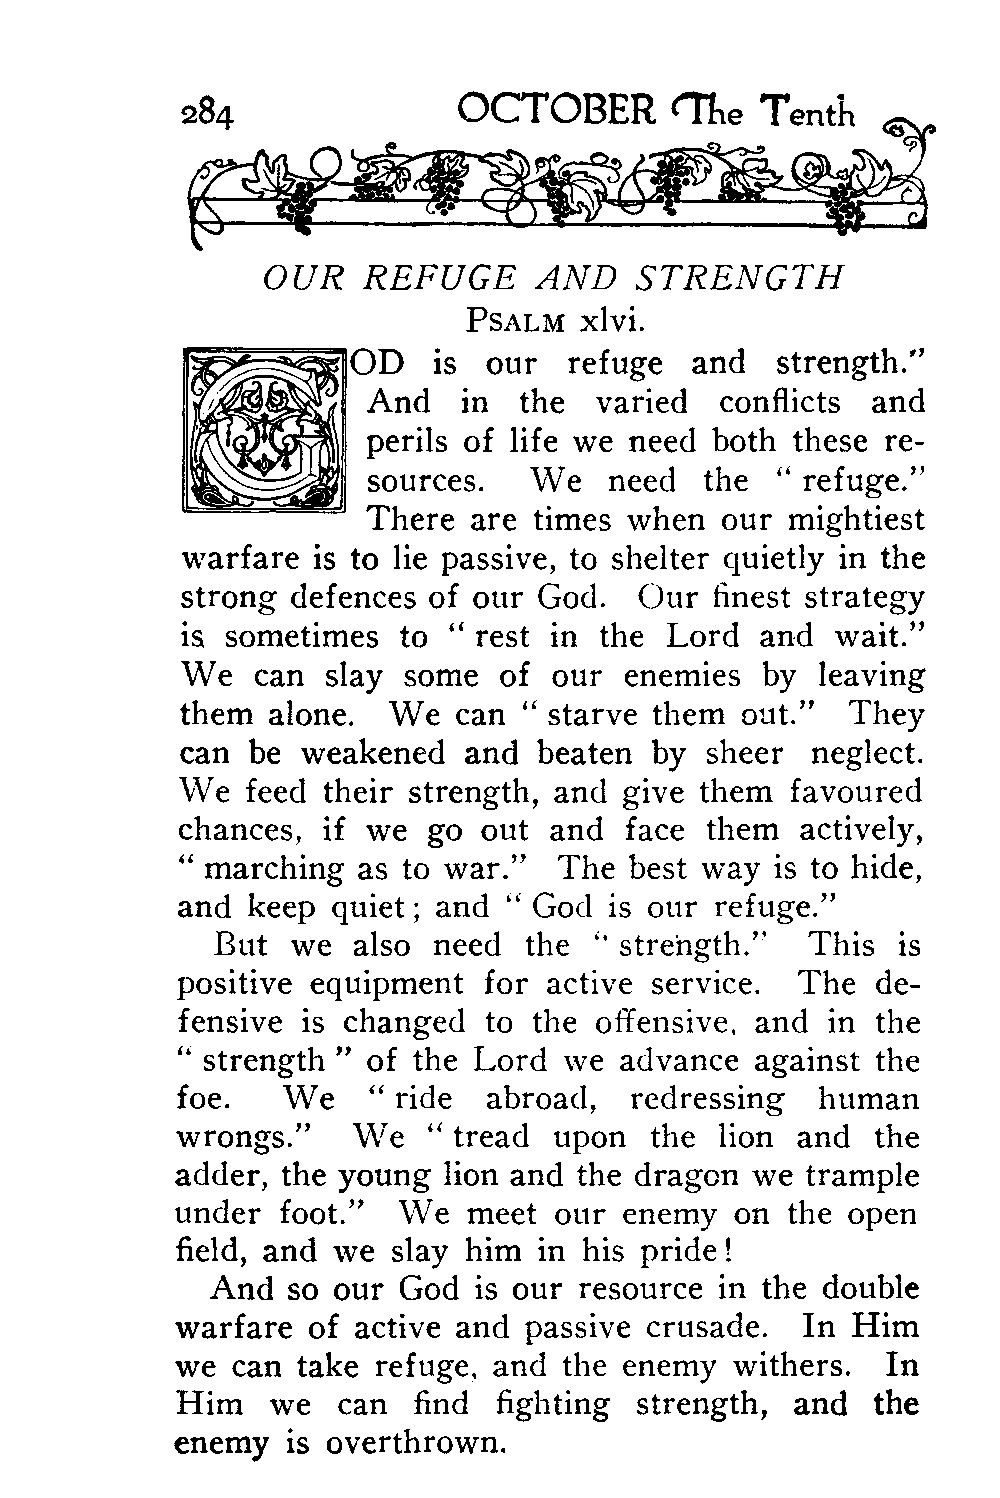 284 OCTOBER The Tenth
OUR REFUGE AND STRENGTH
PSALM xlvi.
GOD is our refuge and strength."
And in the varied conflicts and
perils of life we need both these re-
sources. We need the " refuge."
There are times when our mightiest
warfare is to lie passive, to shelter quietly in the
strong defences of our God. Our finest strategy
is sometimes to " rest in the Lord and wait."
We can slay some of our enemies by leaving
them alone. We can " starve them out." They
can be weakened and beaten by sheer neglect.
We feed their strength, and give them favoured
chances, if we go out and face them actively,
" marching as to war." The best way is to hide,
and keep quiet ; and " God is our refuge."
But we also need the " strength." This is
positive equipment for active service. The de-
fensive is changed to the offensive, and in the
" strength " of the Lord we advance against the
foe. We " ride abroad, redressing human
wrongs." We " tread upon the lion and the
adder, the young lion and the dragon we trample
under foot." We meet our enemy on the open
field, and we slay him in his pride !
And so our God is our resource in the double
warfare of active and passive crusade. In Him
we can take refuge, and the enemy withers. In
Him we can find fighting strength, and the
enemy is overthrown.